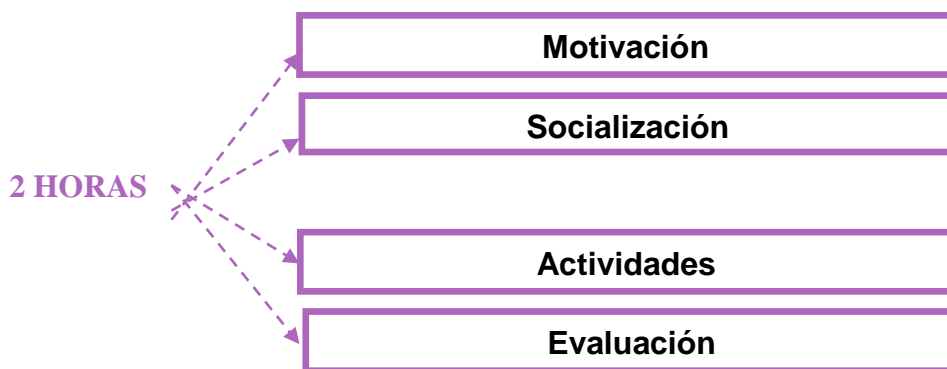 Motivación
Socialización
2 HORAS
Actividades
Evaluación